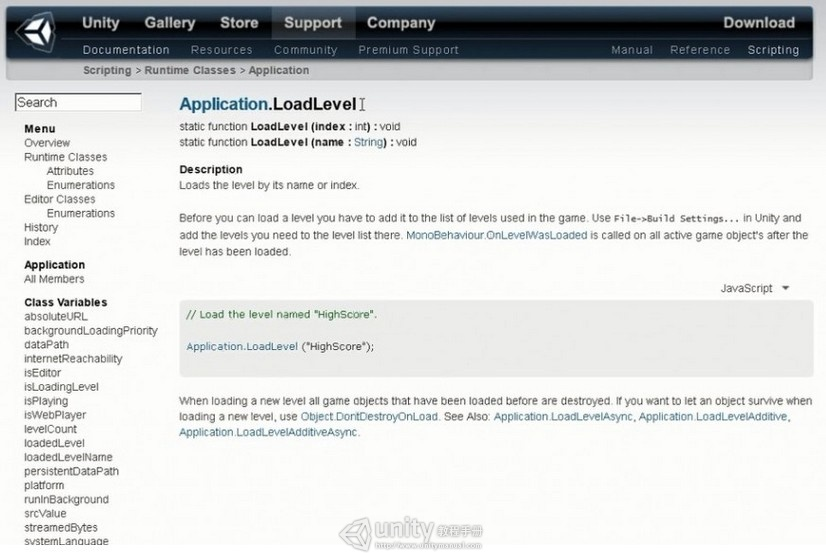 Unity Gallery Store Support Company Download
Documentation Resources Community Premium Support Manual Reference Scripting
Scripting > Runtime Classes > Application
Search
Menu
Overview
Runtime Classes
Attributes
Enumerations
Editor Classes
Enumerations
History
Index
Application
All Members
Class Variables
absoluteURL
backgroundLoadingPriority
dataPath
internetReachability
isEditor
isLoadingLevel
isPlaying
isWebPlayer
levelCount
loadedLevel
loadedLevelName
persistentDataPath
platform
runInBackground
srcValue
streamedBytes
systemLanguage
Application.LoadLevel
static function LoadLevel (index : int) : void
static function LoadLevel (name : String) : void
Description
Loads the level by its name or index.
Before you can load a level you have to add it to the list of levels used in the game. Use File->Build Settings... in Unity and
add the levels you need to the level list there. MonoBehaviour.OnLevelWasLoaded is called on all active game object's after the
level has been loaded.
JavaScript
// Load the level named "HighScore".
Application.LoadLevel ("HighScore");
When loading a new level all game objects that have been loaded before are destroyed. If you want to let an object survive when
loading a new level, use Object.DontDestroyOnLoad. See Also: Application.LoadLevelAsync, Application.LoadLevelAdditive,
Application.LoadLevelAdditiveAsync.
unity 教程手册
http://www.unitymanual.com